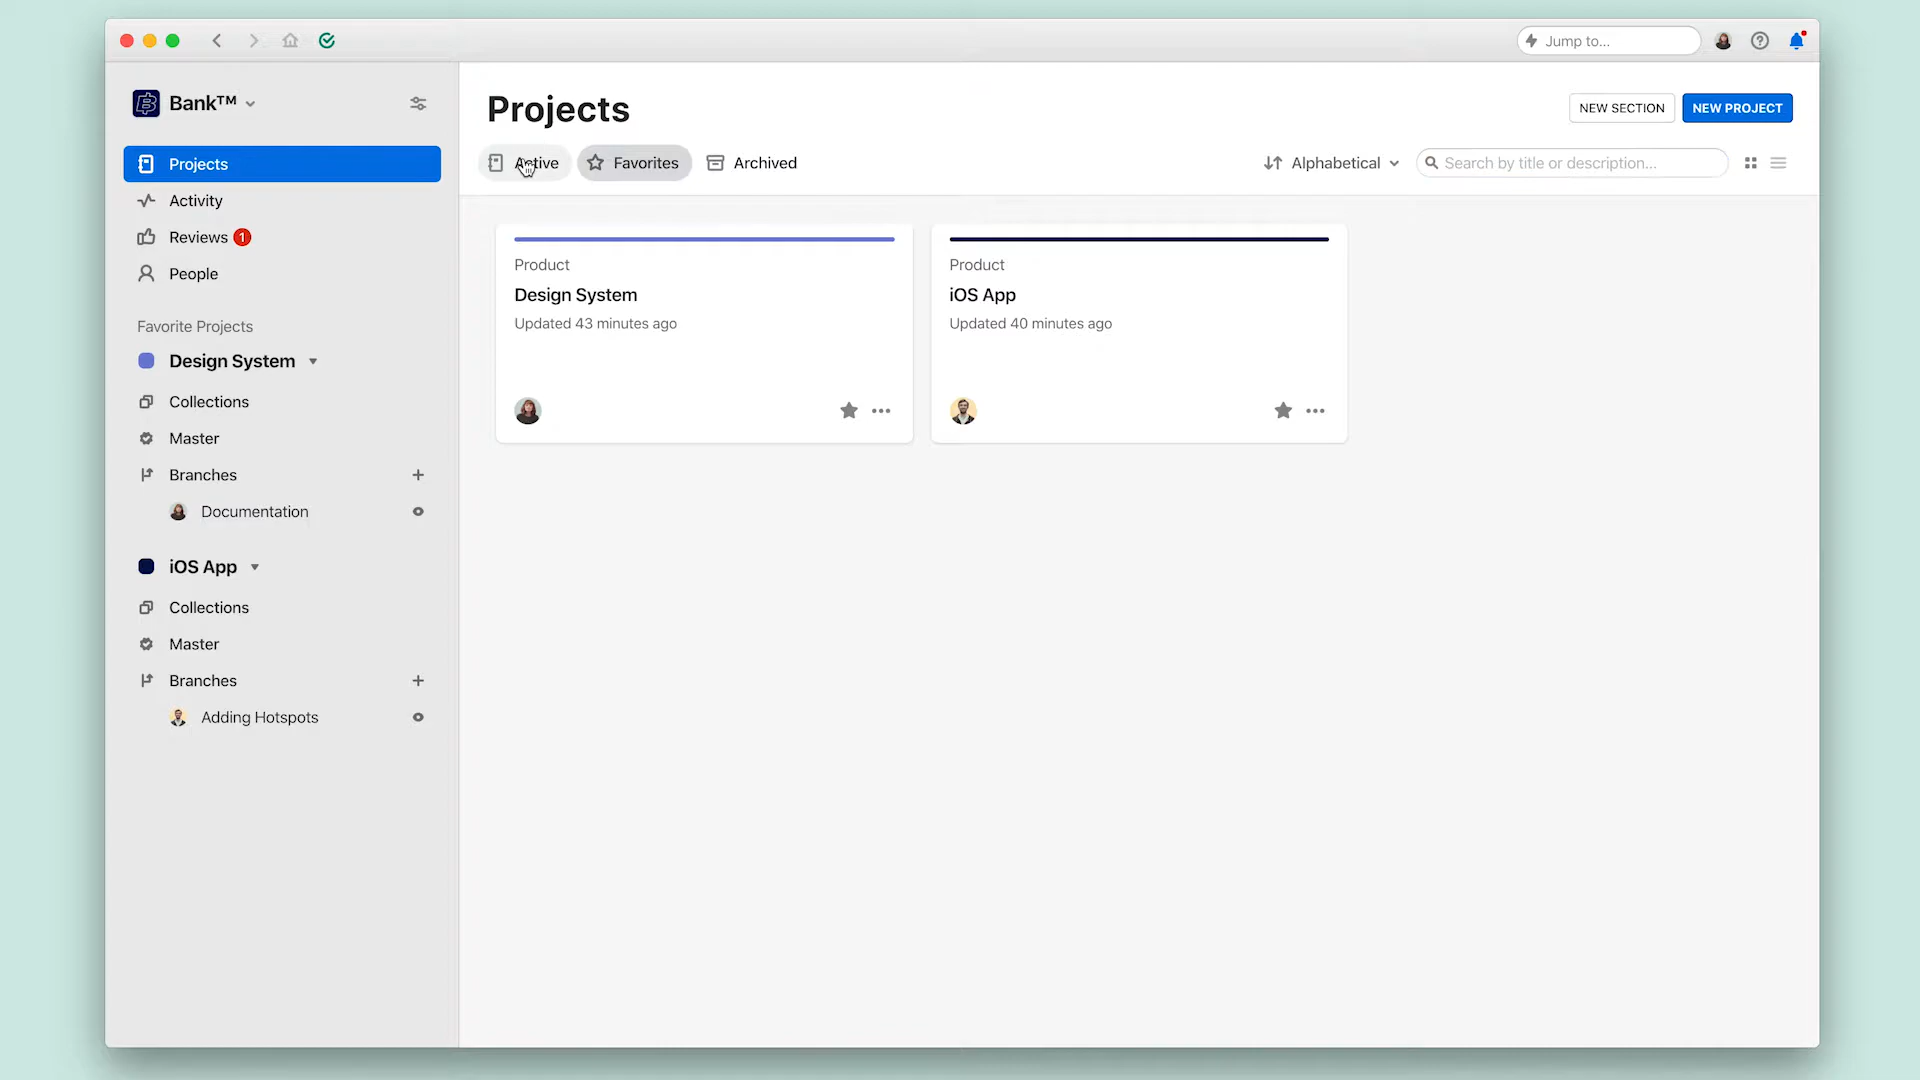 Jump to...
Bank™
Projects
Activity
Reviews 1
People
Favorite Projects
Design System
Collections
Master
Branches
Documentation
iOS App
Collections
Master
Branches
Adding Hotspots
Projects
NEW SECTION
NEW PROJECT
Active
Favorites
Archived
Alphabetical
Search by title or description...
Product
Design System
Updated 43 minutes ago
Product
iOS App
Updated 40 minutes ago